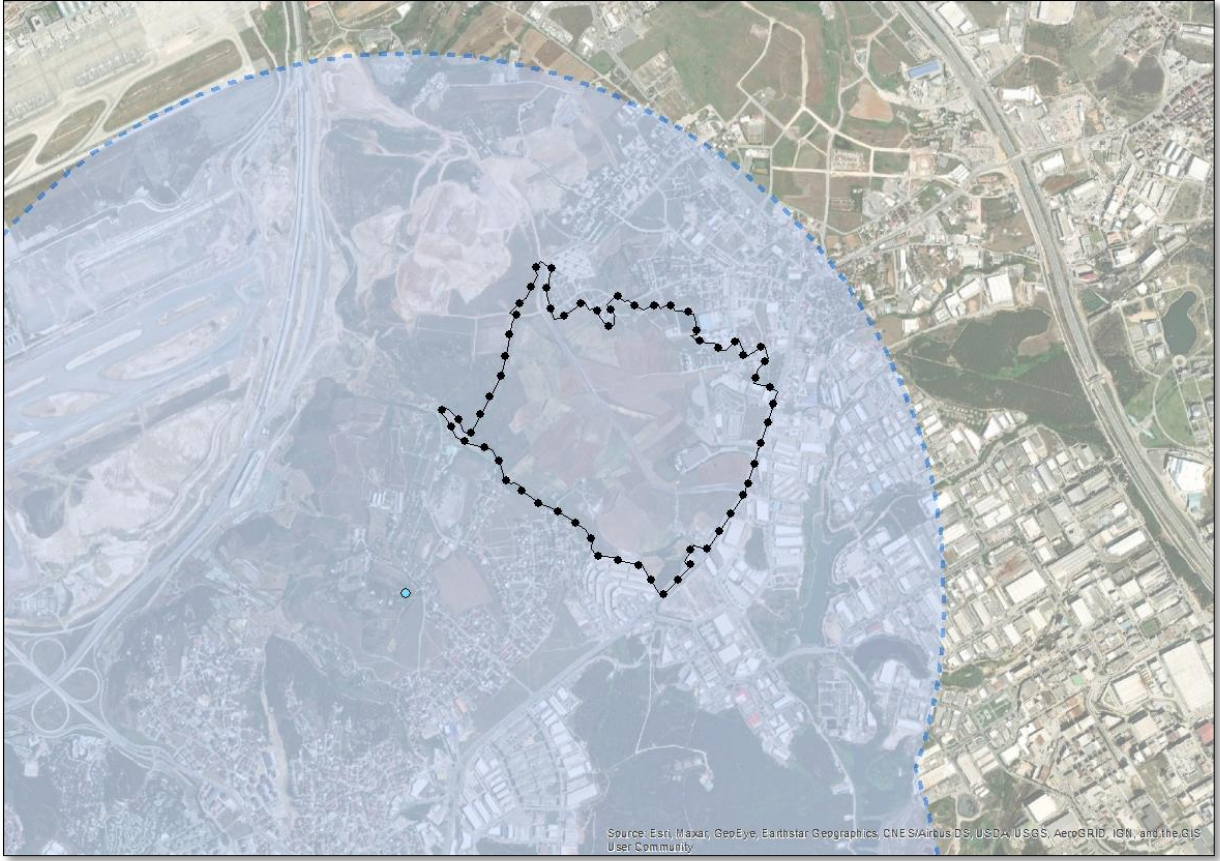 Source: Esri, Maxar, GeoEye, Earthstar Geographics, CNES/Airbus DS, USDA, USGS, AeroGRID, IGN, and the GIS
User Community